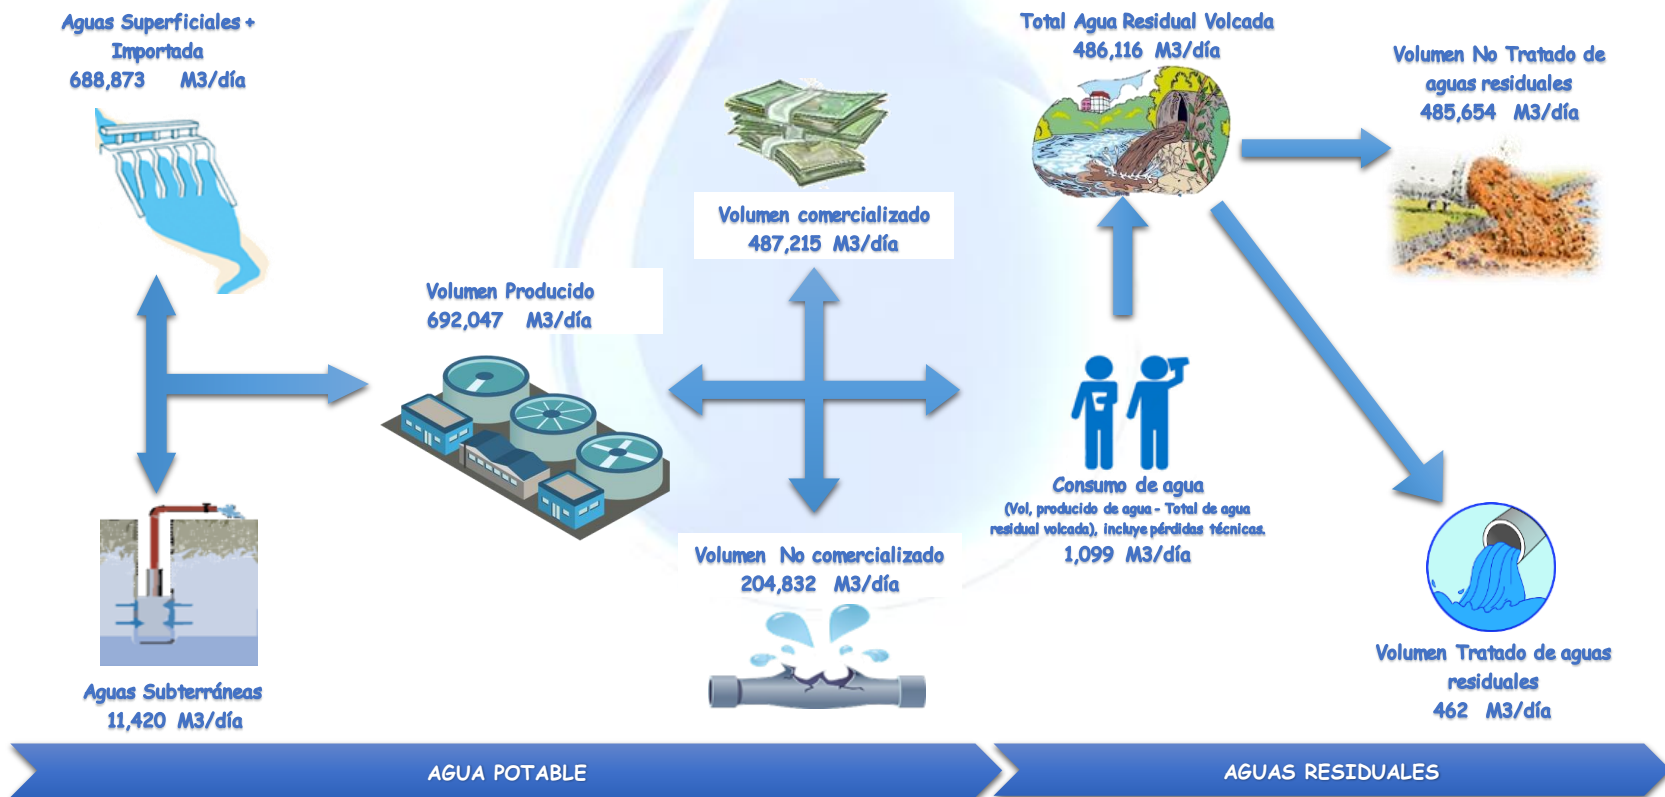 Aguas Superficiales +
Importada
688,873 M3/día
Aguas Subterráneas
11,420 M3/día
Volumen Producido
692,047 M3/día
Volumen comercializado
487,215 M3/día
Volumen No comercializado
204,832 M3/día
Total Agua Residual Volcada
486,116 M3/día
Consumo de agua
(Vol, producido de agua - Total de agua
residual volcada), incluye pérdidas técnicas.
1,099 M3/día
Volumen No Tratado de
aguas residuales
485,654 M3/día
Volumen Tratado de aguas
residuales
462 M3/día
AGUA POTABLE
AGUAS RESIDUALES